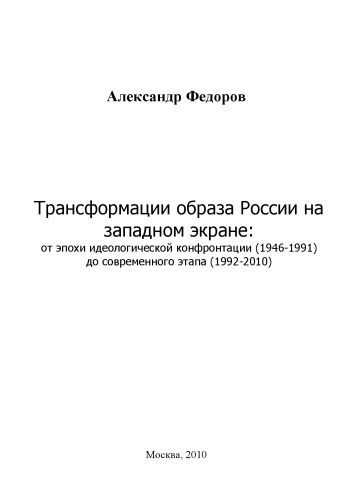 Александр Федоров
Трансформации образа России на
западном экране:
от эпохи идеологической конфронтации (1946-1991)
до современного этапа (1992-2010)
Москва, 2010